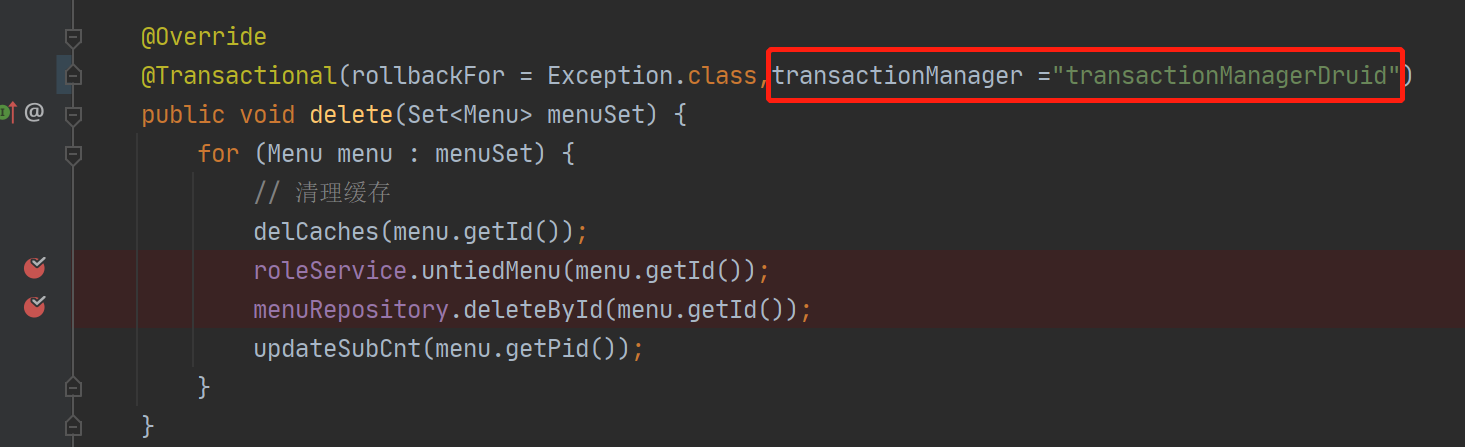 @Override
@Transactional(rollbackFor = Exception.class,transactionManager ="transactionManagerDruid")
public void delete(Set<Menu> menuSet) {
for (Menu menu : menuSet) {
// 清理缓存
delCaches(menu.getId());
roleService.untiedMenu(menu.getId());
menuRepository.deleteById(menu.getId());
updateSubCnt(menu.getPid());
}
}